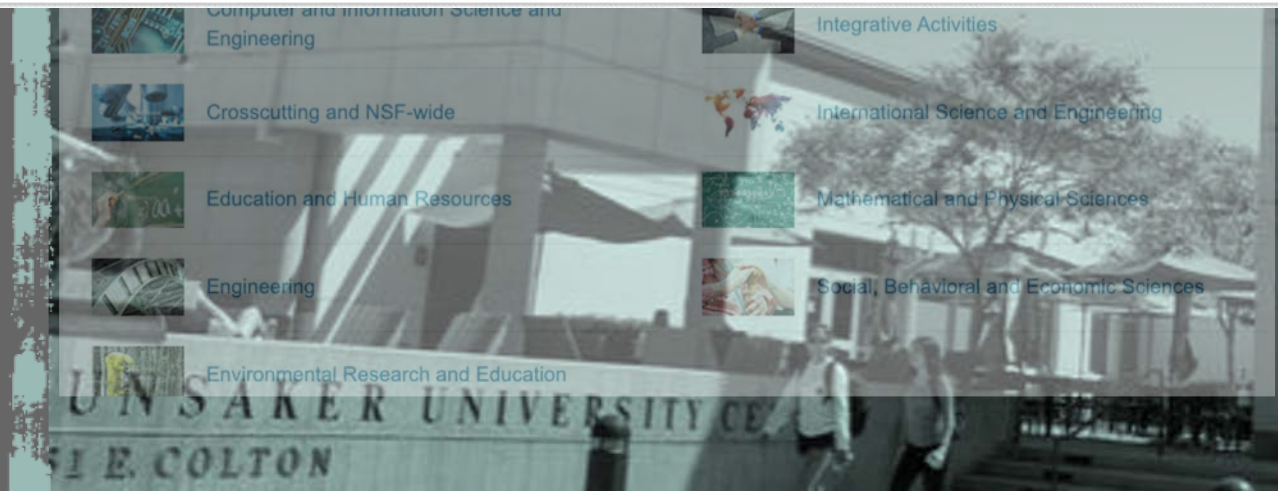 Computer and Information Science and
Engineering
Integrative Activities
Crosscutting and NSF-wide
International Science and Engineering
Education and Human Resources
Mathematical and Physical Sciences
Engineering
Social, Behavioral and Economic Sciences
Environmental Research and Education
UNSAKER UNIVERSITY CE
51 E. COLTON